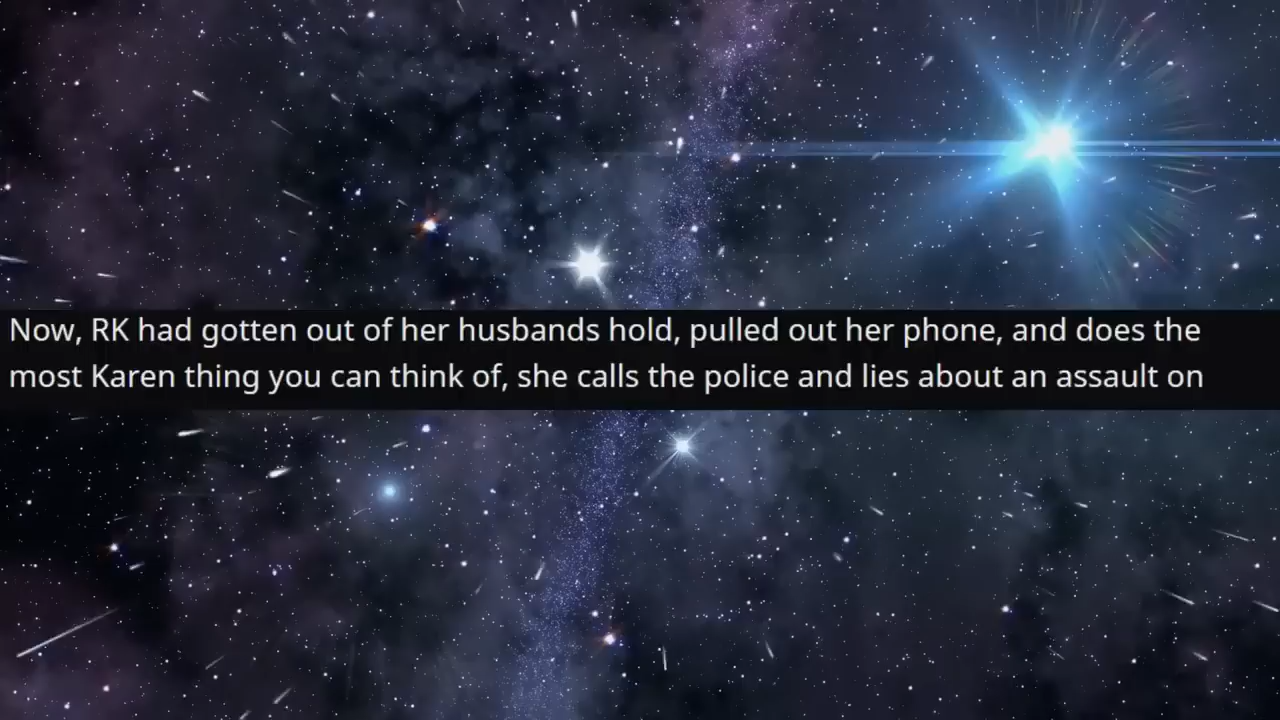 Now, RK had gotten out of her husbands hold, pulled out her phone, and does the
most Karen thing you can think of, she calls the police and lies about an assault on